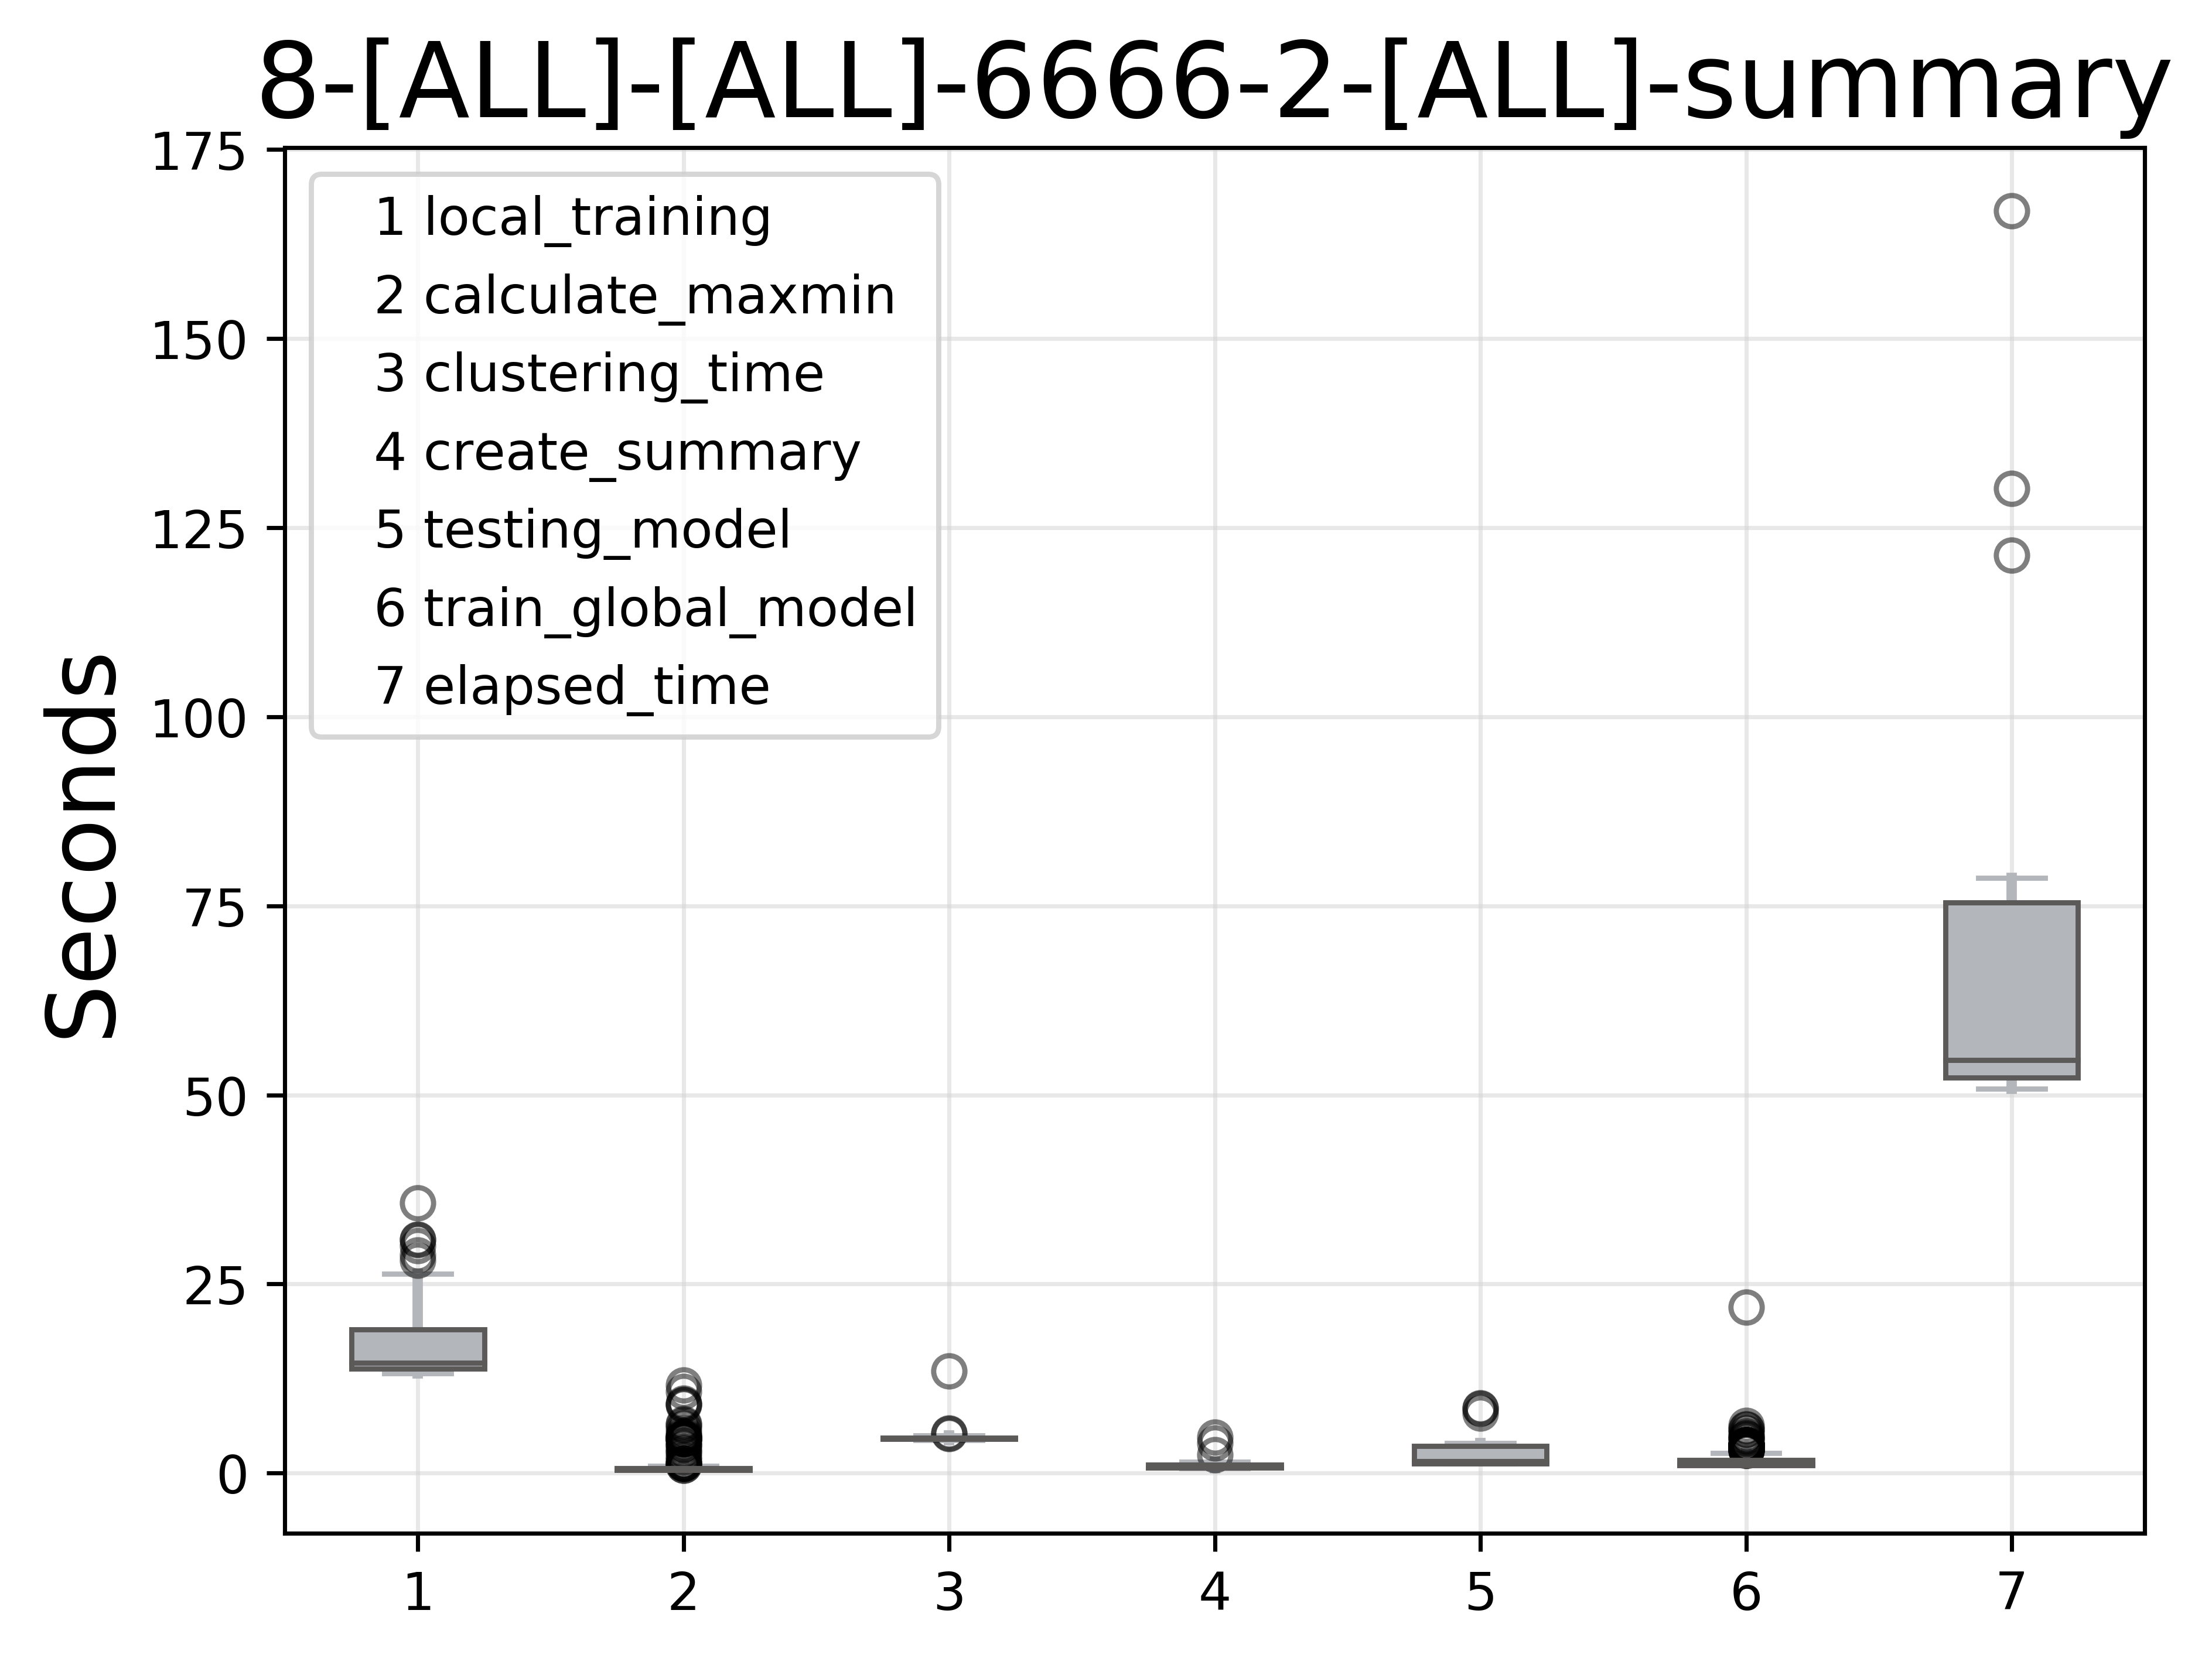 8-[ALL]-[ALL]-6666-2-[ALL]-summary
Seconds
175
150
125
100
75
50
25
0
1 local_training
2 calculate_maxmin
3 clustering_time
4 create_summary
5 testing_model
6 train_global_model
7 elapsed_time
1 2 3 4 5 6 7